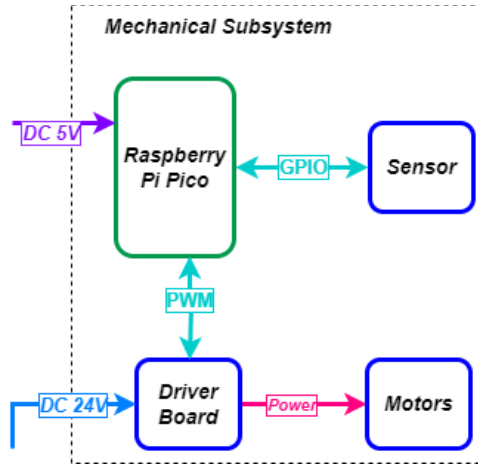 Mechanical Subsystem
DC 5V
Raspberry
Pi Pico
GPIO
Sensor
PWM
DC 24V
Driver
Board
Power
Motors